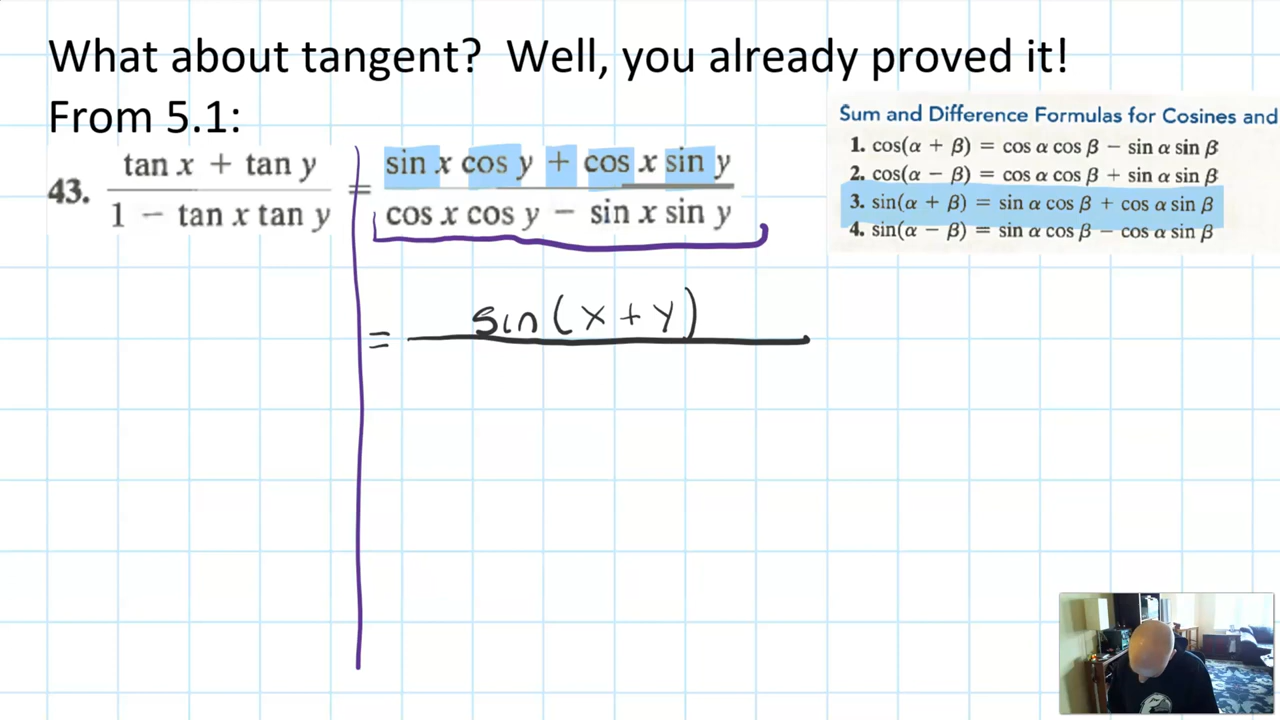 What about tangent? Well, you already proved it!
From 5.1:
43. (tan x + tan y)/(1 − tan x tan y) = (sin x cos y + cos x sin y)/(cos x cos y − sin x sin y)
= sin(x + y)
Sum and Difference Formulas for Cosines and
1. cos(α + β) = cos α cos β − sin α sin β
2. cos(α − β) = cos α cos β + sin α sin β
3. sin(α + β) = sin α cos β + cos α sin β
4. sin(α − β) = sin α cos β − cos α sin β